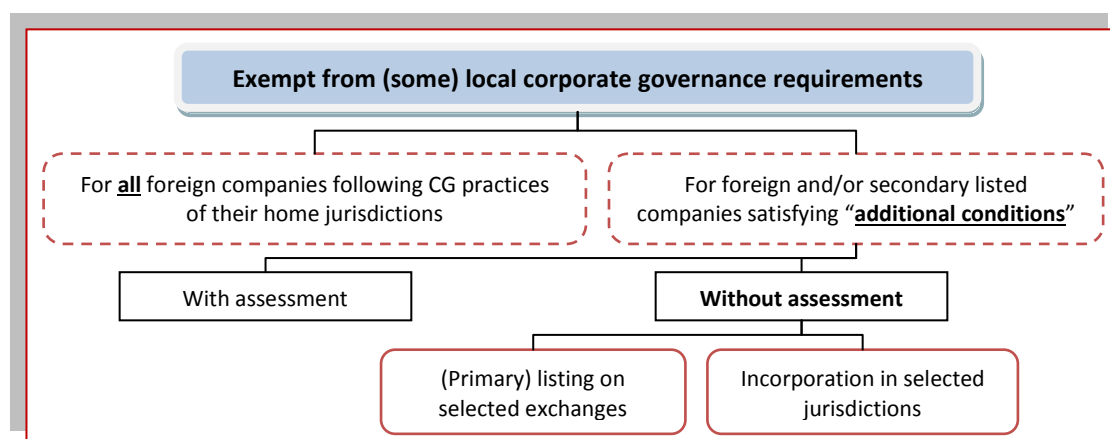 Exempt from (some) local corporate governance requirements
For all foreign companies following CG practices
of their home jurisdictions
For foreign and/or secondary listed
companies satisfying “additional conditions”
With assessment
Without assessment
(Primary) listing on
selected exchanges
Incorporation in selected
jurisdictions